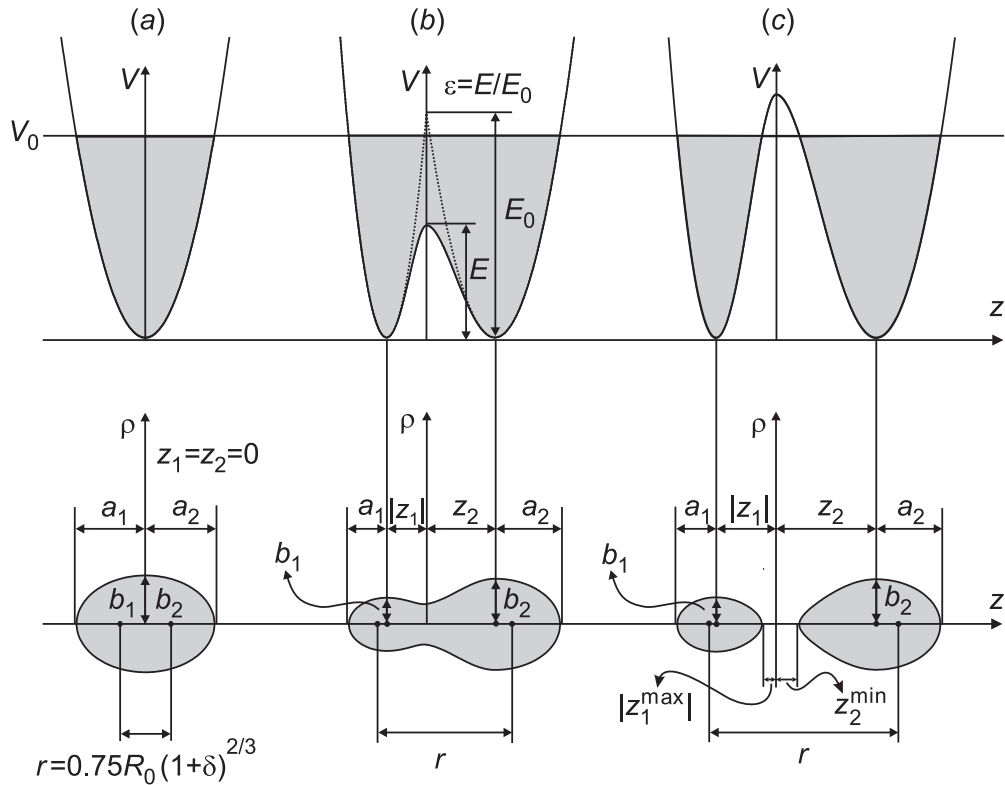 (a) (b) (c)
V V V
ε=E/E₀
V₀
E₀
E
z
ρ ρ ρ
z₁=z₂=0
a₁ a₂ a₁ |z₁| z₂ a₂ a₁ |z₁| z₂ a₂
b₁ b₁
b₁ b₂ b₂ b₂ z
|z₁ᵐᵃˣ| z₂ᵐⁱⁿ
r r
r=0.75R₀(1+δ)²/³